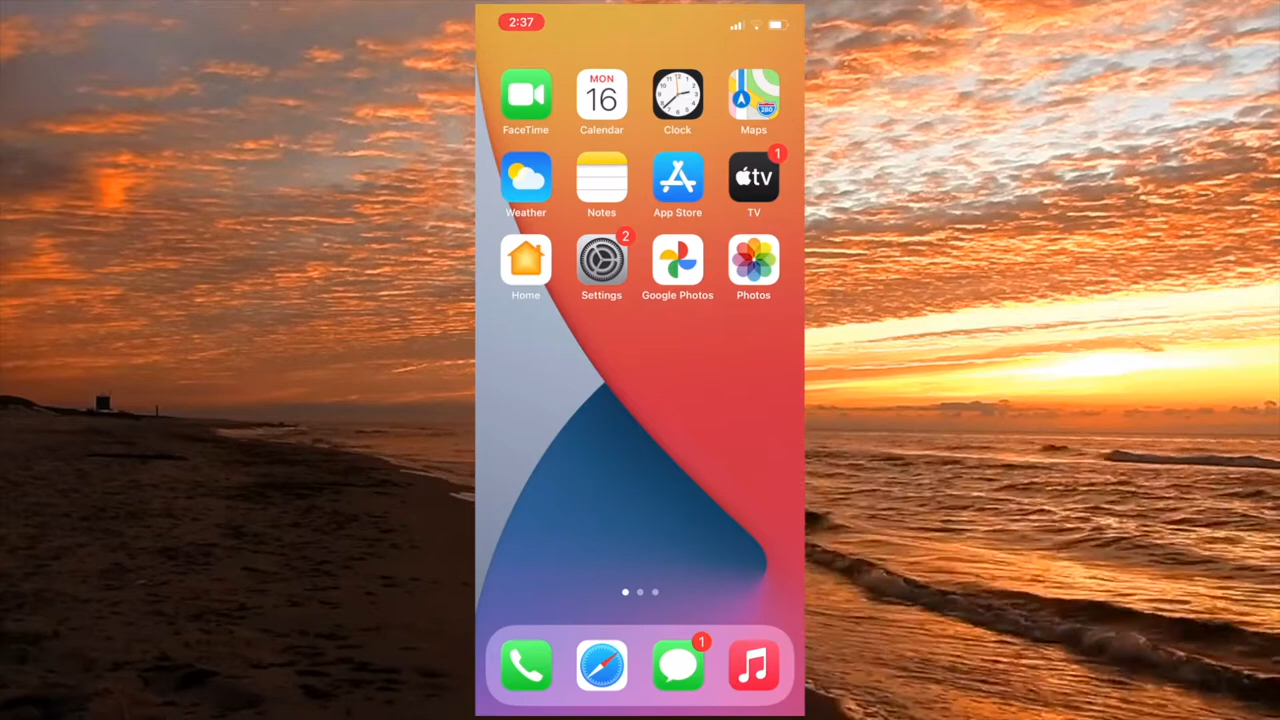 2:37
MON
16
FaceTime Calendar Clock Maps
1
tv
Weather Notes App Store TV
2
Home Settings Google Photos Photos
1